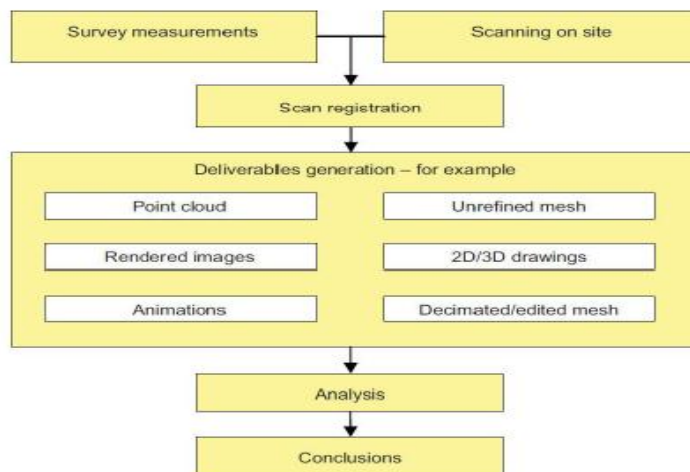 Survey measurements
Scanning on site
Scan registration
Deliverables generation – for example
Point cloud
Unrefined mesh
Rendered images
2D/3D drawings
Animations
Decimated/edited mesh
Analysis
Conclusions